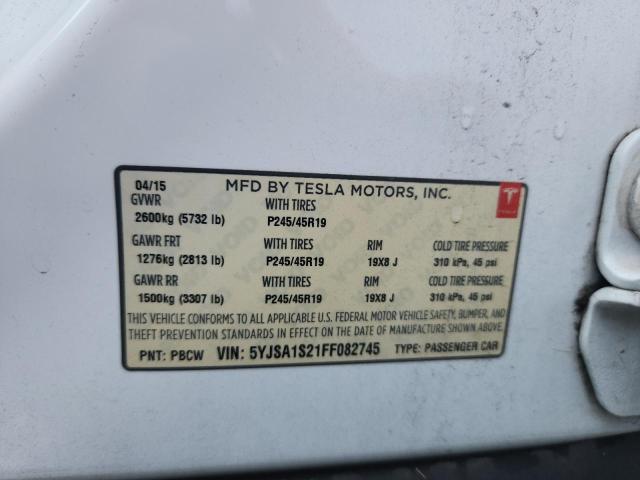 04/15 MFD BY TESLA MOTORS, INC.
GVWR WITH TIRES
2600kg (5732 lb) P245/45R19
GAWR FRT WITH TIRES RIM COLD TIRE PRESSURE
1276kg (2813 lb) P245/45R19 19X8 J 310 kPa, 45 psi
GAWR RR WITH TIRES RIM COLD TIRE PRESSURE
1500kg (3307 lb) P245/45R19 19X8 J 310 kPa, 45 psi
THIS VEHICLE CONFORMS TO ALL APPLICABLE U.S. FEDERAL MOTOR VEHICLE SAFETY, BUMPER, AND
THEFT PREVENTION STANDARDS IN EFFECT ON THE DATE OF MANUFACTURE SHOWN ABOVE.
PNT: PBCW VIN: 5YJSA1S21FF082745 TYPE: PASSENGER CAR
TESLA